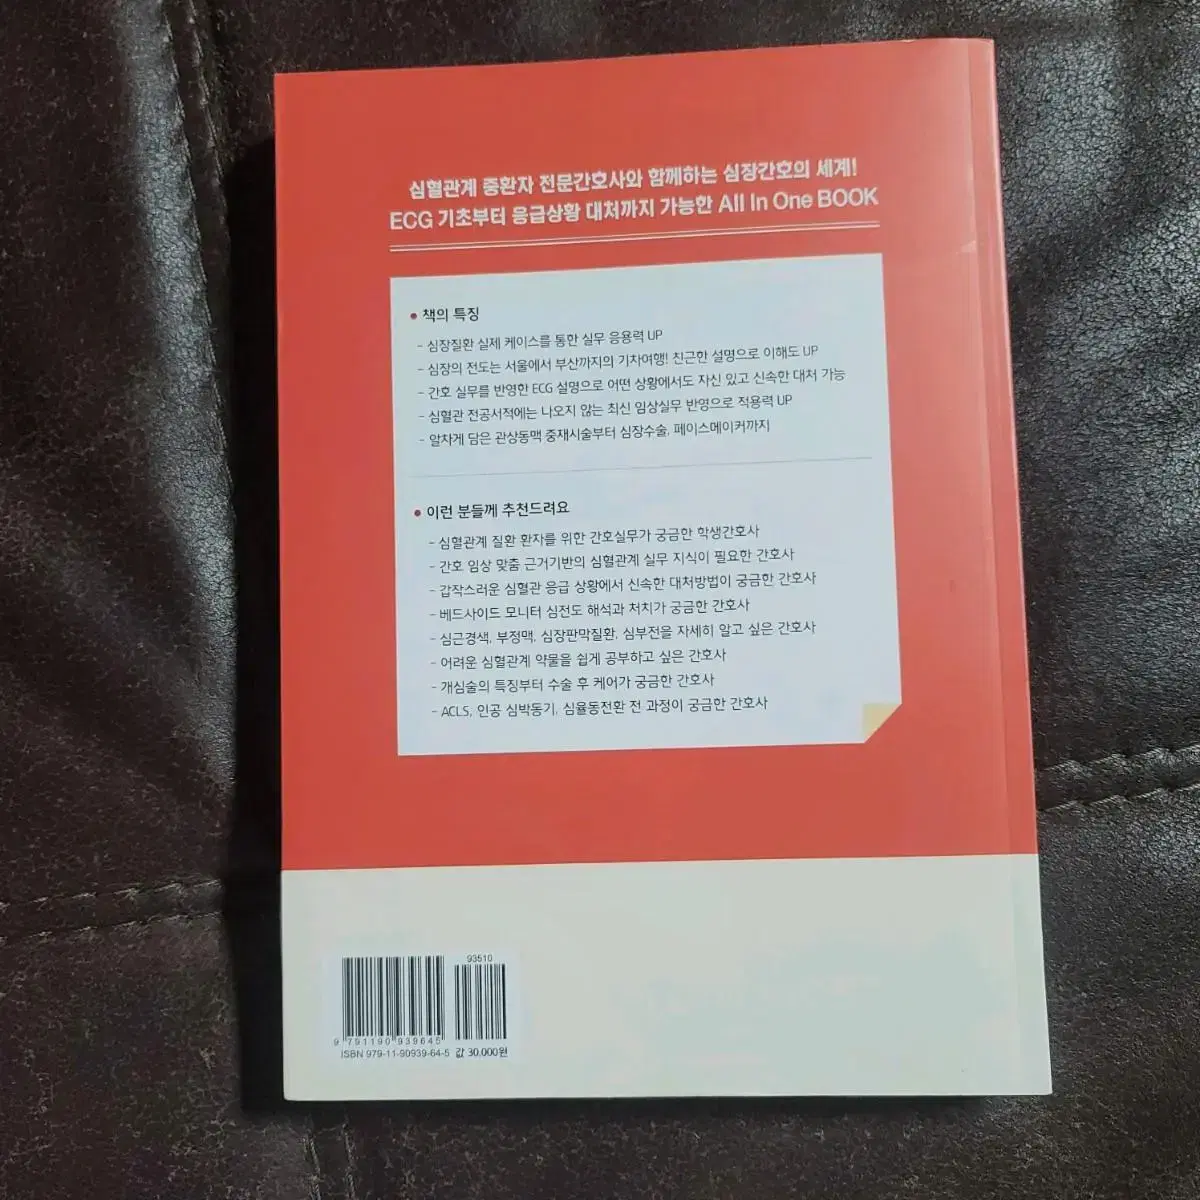 심혈관계 중환자 전문간호사와 함께하는 심장간호의 세계!
ECG 기초부터 응급상황 대처까지 가능한 All In One BOOK
• 책의 특징
- 심장질환 실제 케이스를 통한 실무 응용력 UP
- 심장의 전도는 서울에서 부산까지의 기차여행! 친근한 설명으로 이해도 UP
- 간호 실무를 반영한 ECG 설명으로 어떤 상황에서도 자신 있고 신속한 대처 가능
- 심혈관 전공서적에는 나오지 않는 최신 임상실무 반영으로 적용력 UP
- 알차게 담은 관상동맥 중재시술부터 심장수술, 페이스메이커까지
• 이런 분들께 추천드려요
- 심혈관계 질환 환자를 위한 간호실무가 궁금한 학생간호사
- 간호 임상 맞춤 근거기반의 심혈관계 실무 지식이 필요한 간호사
- 갑작스러운 심혈관 응급 상황에서 신속한 대처방법이 궁금한 간호사
- 베드사이드 모니터 심전도 해석과 처치가 궁금한 간호사
- 심근경색, 부정맥, 심장판막질환, 심부전을 자세히 알고 싶은 간호사
- 어려운 심혈관계 약물을 쉽게 공부하고 싶은 간호사
- 개심술의 특징부터 수술 후 케어가 궁금한 간호사
- ACLS, 인공 심박동기, 심율동전환 전 과정이 궁금한 간호사
93510
9 791190 939645
ISBN 979-11-90939-64-5 값 30,000원